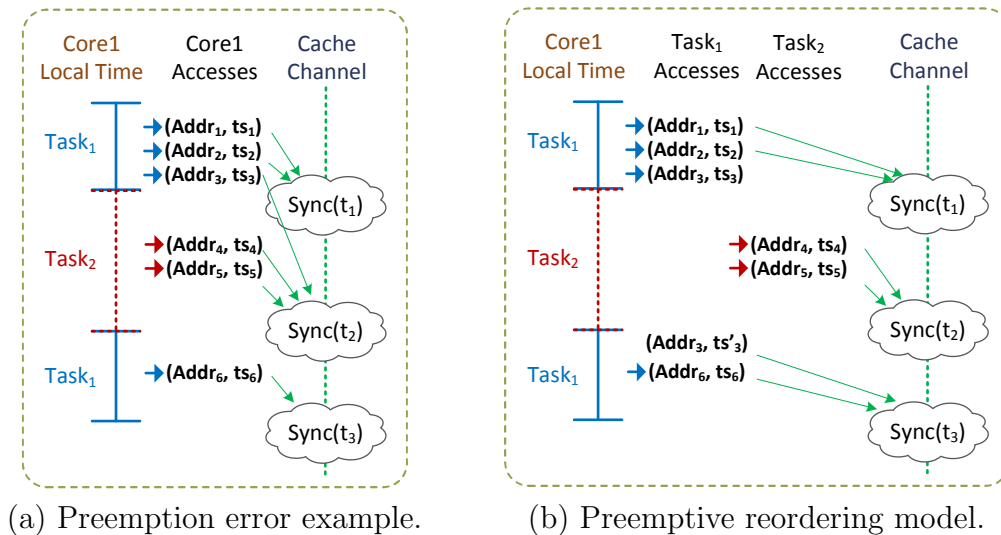 Core1
Local Time
Core1
Accesses
Cache
Channel
Task₁
(Addr₁, ts₁)
(Addr₂, ts₂)
(Addr₃, ts₃)
Sync(t₁)
Task₂
(Addr₄, ts₄)
(Addr₅, ts₅)
Sync(t₂)
Task₁
(Addr₆, ts₆)
Sync(t₃)
(a) Preemption error example.
Core1
Local Time
Task₁
Accesses
Task₂
Accesses
Cache
Channel
Task₁
(Addr₁, ts₁)
(Addr₂, ts₂)
(Addr₃, ts₃)
Sync(t₁)
Task₂
(Addr₄, ts₄)
(Addr₅, ts₅)
Sync(t₂)
Task₁
(Addr₃, ts’₃)
(Addr₆, ts₆)
Sync(t₃)
(b) Preemptive reordering model.